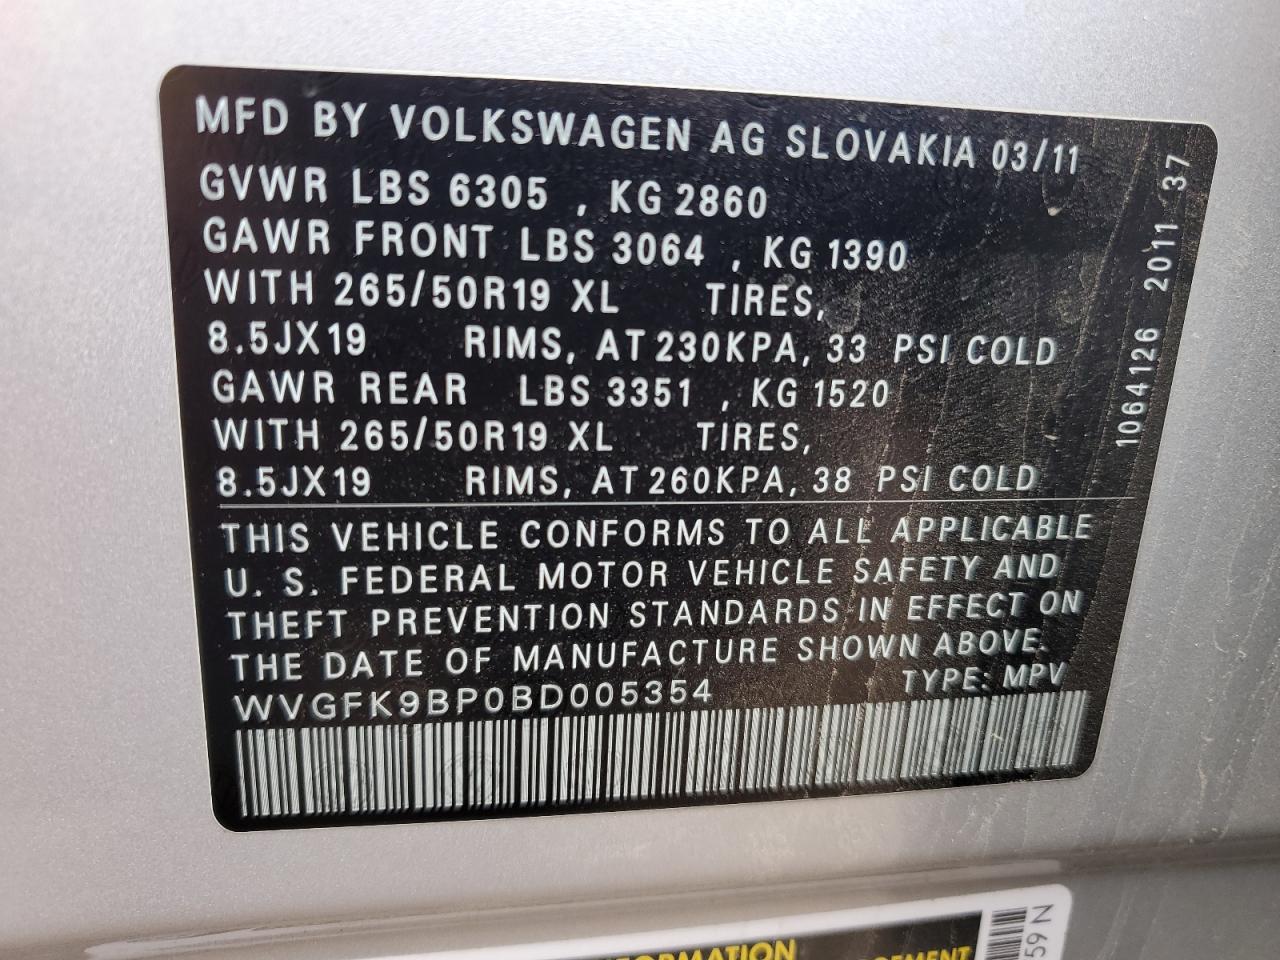 MFD BY VOLKSWAGEN AG SLOVAKIA 03/11
GVWR LBS 6305 , KG 2860
GAWR FRONT LBS 3064 , KG 1390
WITH 265/50R19 XL TIRES,
8.5JX19 RIMS, AT 230KPA, 33 PSI COLD
GAWR REAR LBS 3351 , KG 1520
WITH 265/50R19 XL TIRES,
8.5JX19 RIMS, AT 260KPA, 38 PSI COLD
THIS VEHICLE CONFORMS TO ALL APPLICABLE
U. S. FEDERAL MOTOR VEHICLE SAFETY AND
THEFT PREVENTION STANDARDS IN EFFECT ON
THE DATE OF MANUFACTURE SHOWN ABOVE.
WVGFK9BP0BD005354 TYPE: MPV
1064126 2011 37
59 N